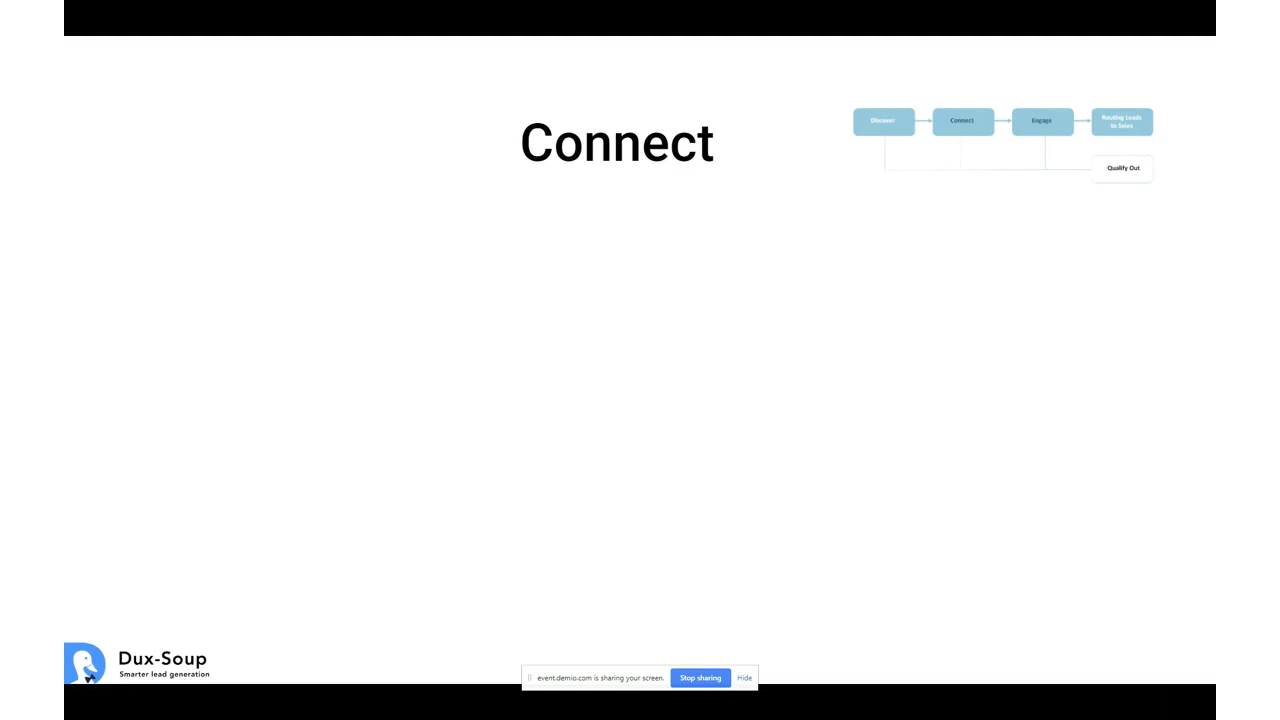 Connect
Discover
Connect
Engage
Routing Leads
to Sales
Qualify Out
Dux-Soup
Smarter lead generation
event.demio.com is sharing your screen.
Stop sharing
Hide